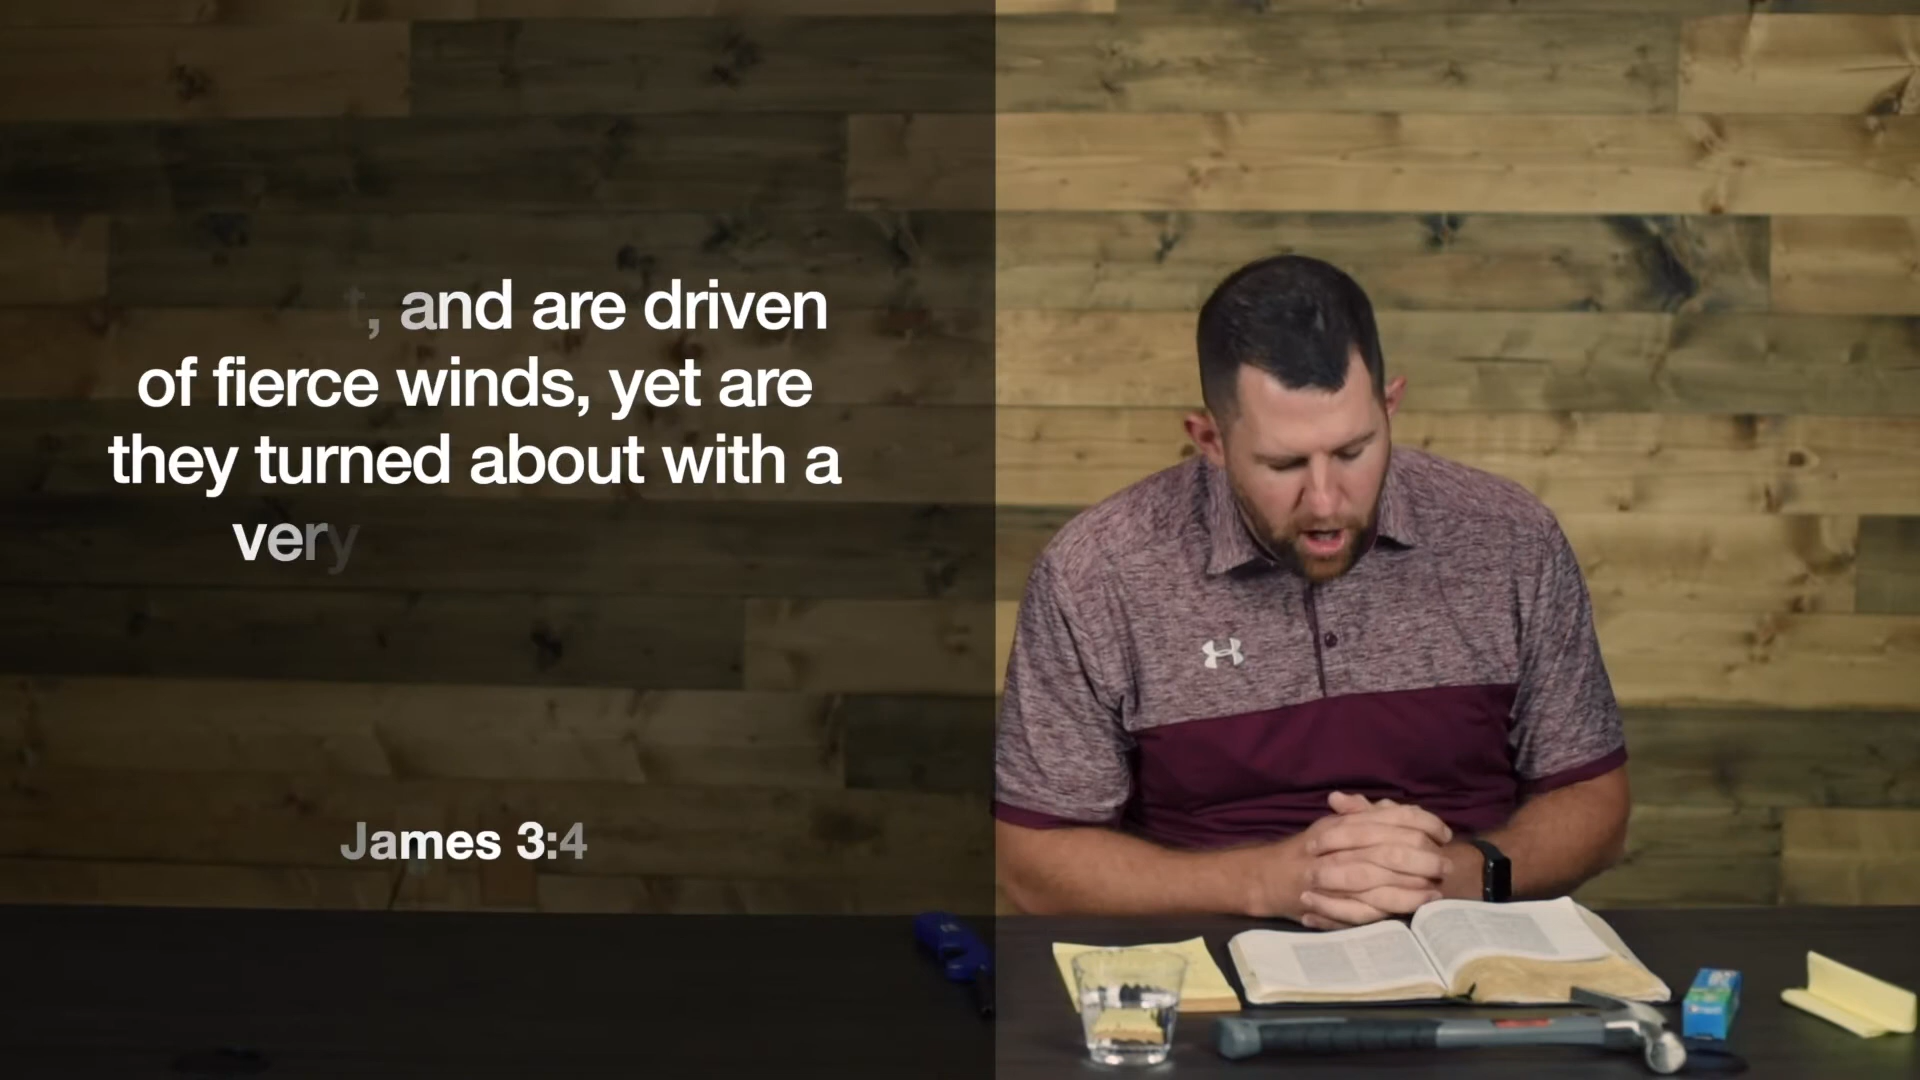 t, and are driven
of fierce winds, yet are
they turned about with a
very
James 3:4